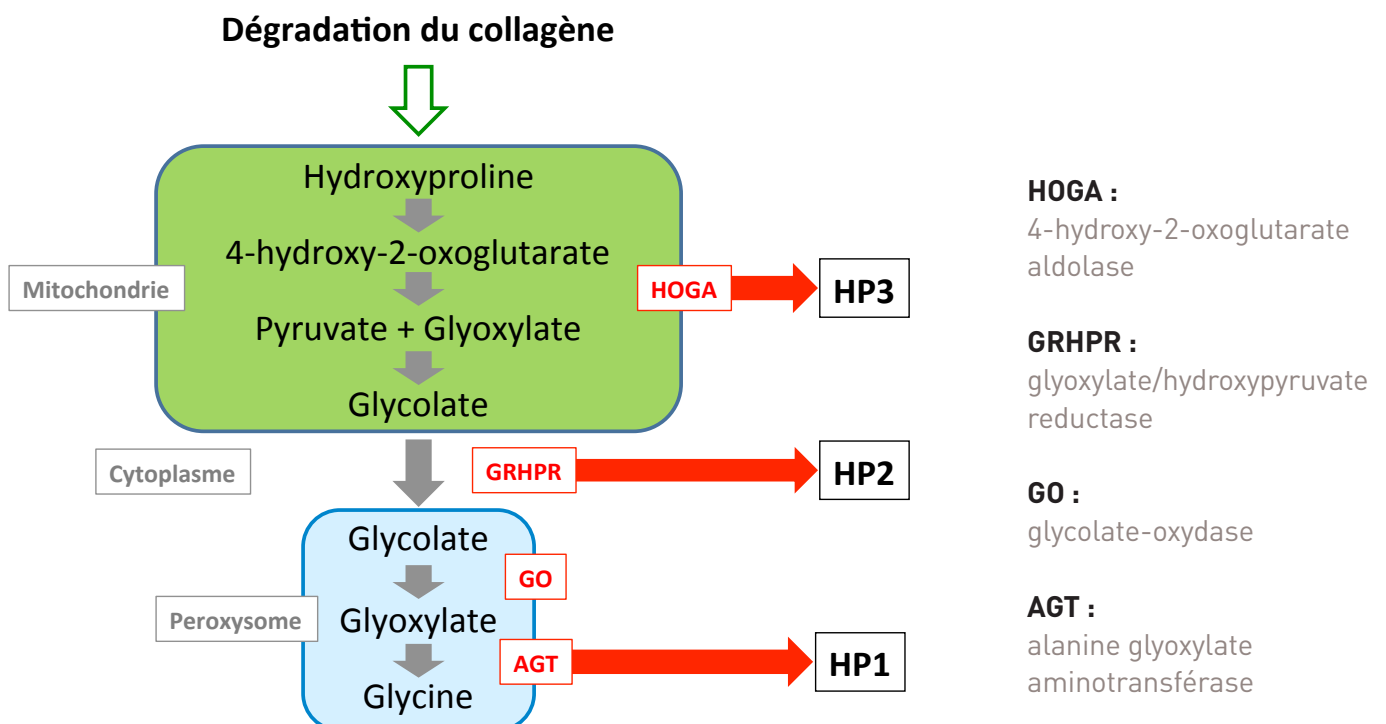 Dégradation du collagène
Hydroxyproline
4-hydroxy-2-oxoglutarate
Mitochondrie
HOGA
HP3
Pyruvate + Glyoxylate
Glycolate
Cytoplasme
GRHPR
HP2
Glycolate
GO
Peroxysome
Glyoxylate
AGT
HP1
Glycine
HOGA :
4-hydroxy-2-oxoglutarate
aldolase
GRHPR :
glyoxylate/hydroxypyruvate
reductase
GO :
glycolate-oxydase
AGT :
alanine glyoxylate
aminotransférase